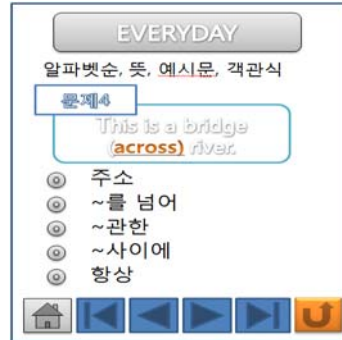 EVERYDAY
알파벳순, 뜻, 예시문, 객관식
문제4
This is a bridge
(across) river.
주소
~를 넘어
~관한
~사이에
항상